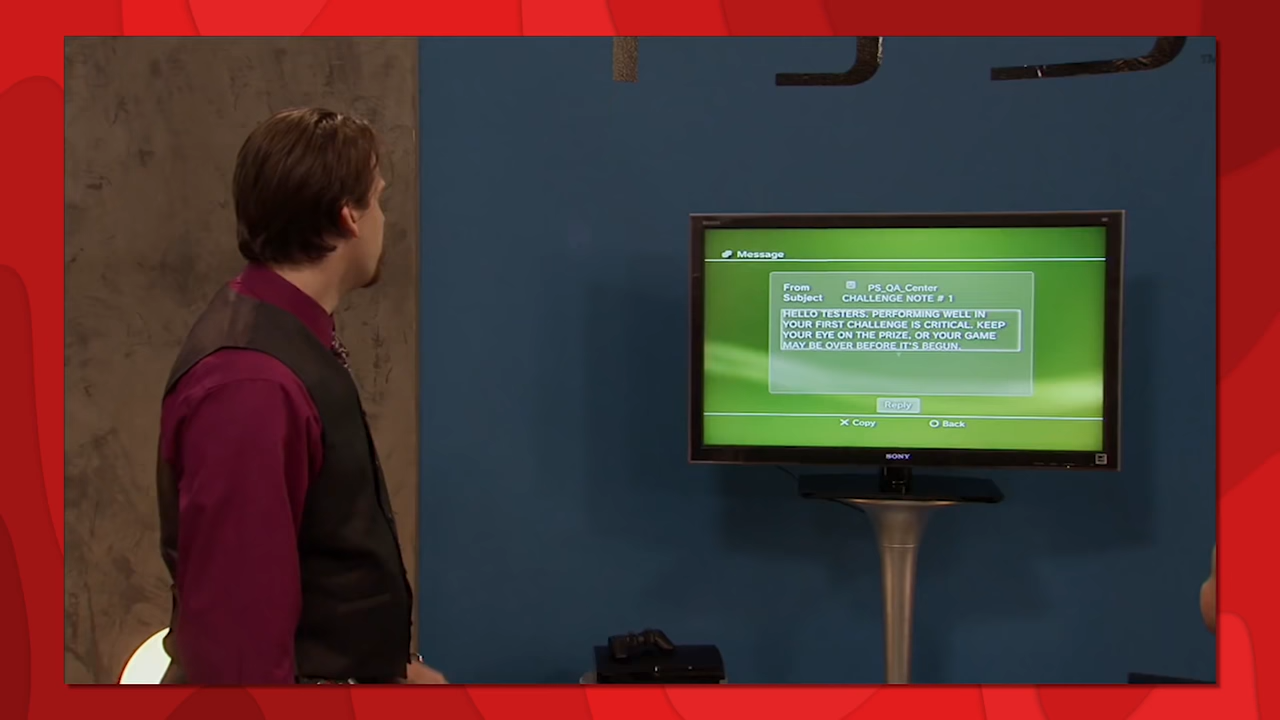 PS3
Message
From PS_QA_Center
Subject CHALLENGE NOTE # 1
HELLO TESTERS. PERFORMING WELL IN
YOUR FIRST CHALLENGE IS CRITICAL. KEEP
YOUR EYE ON THE PRIZE, OR YOUR GAME
MAY BE OVER BEFORE IT'S BEGUN.
Reply
X Copy
O Back
SONY